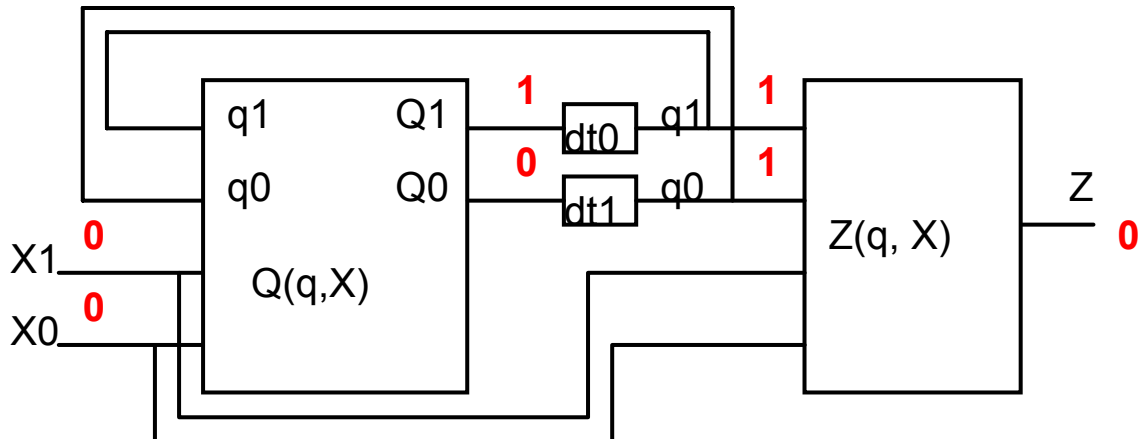 1 1
q1 Q1 dt0 q1
0 1
q0 Q0 dt1 q0 Z
0 Z(q, X) 0
X1 Q(q,X)
0
X0